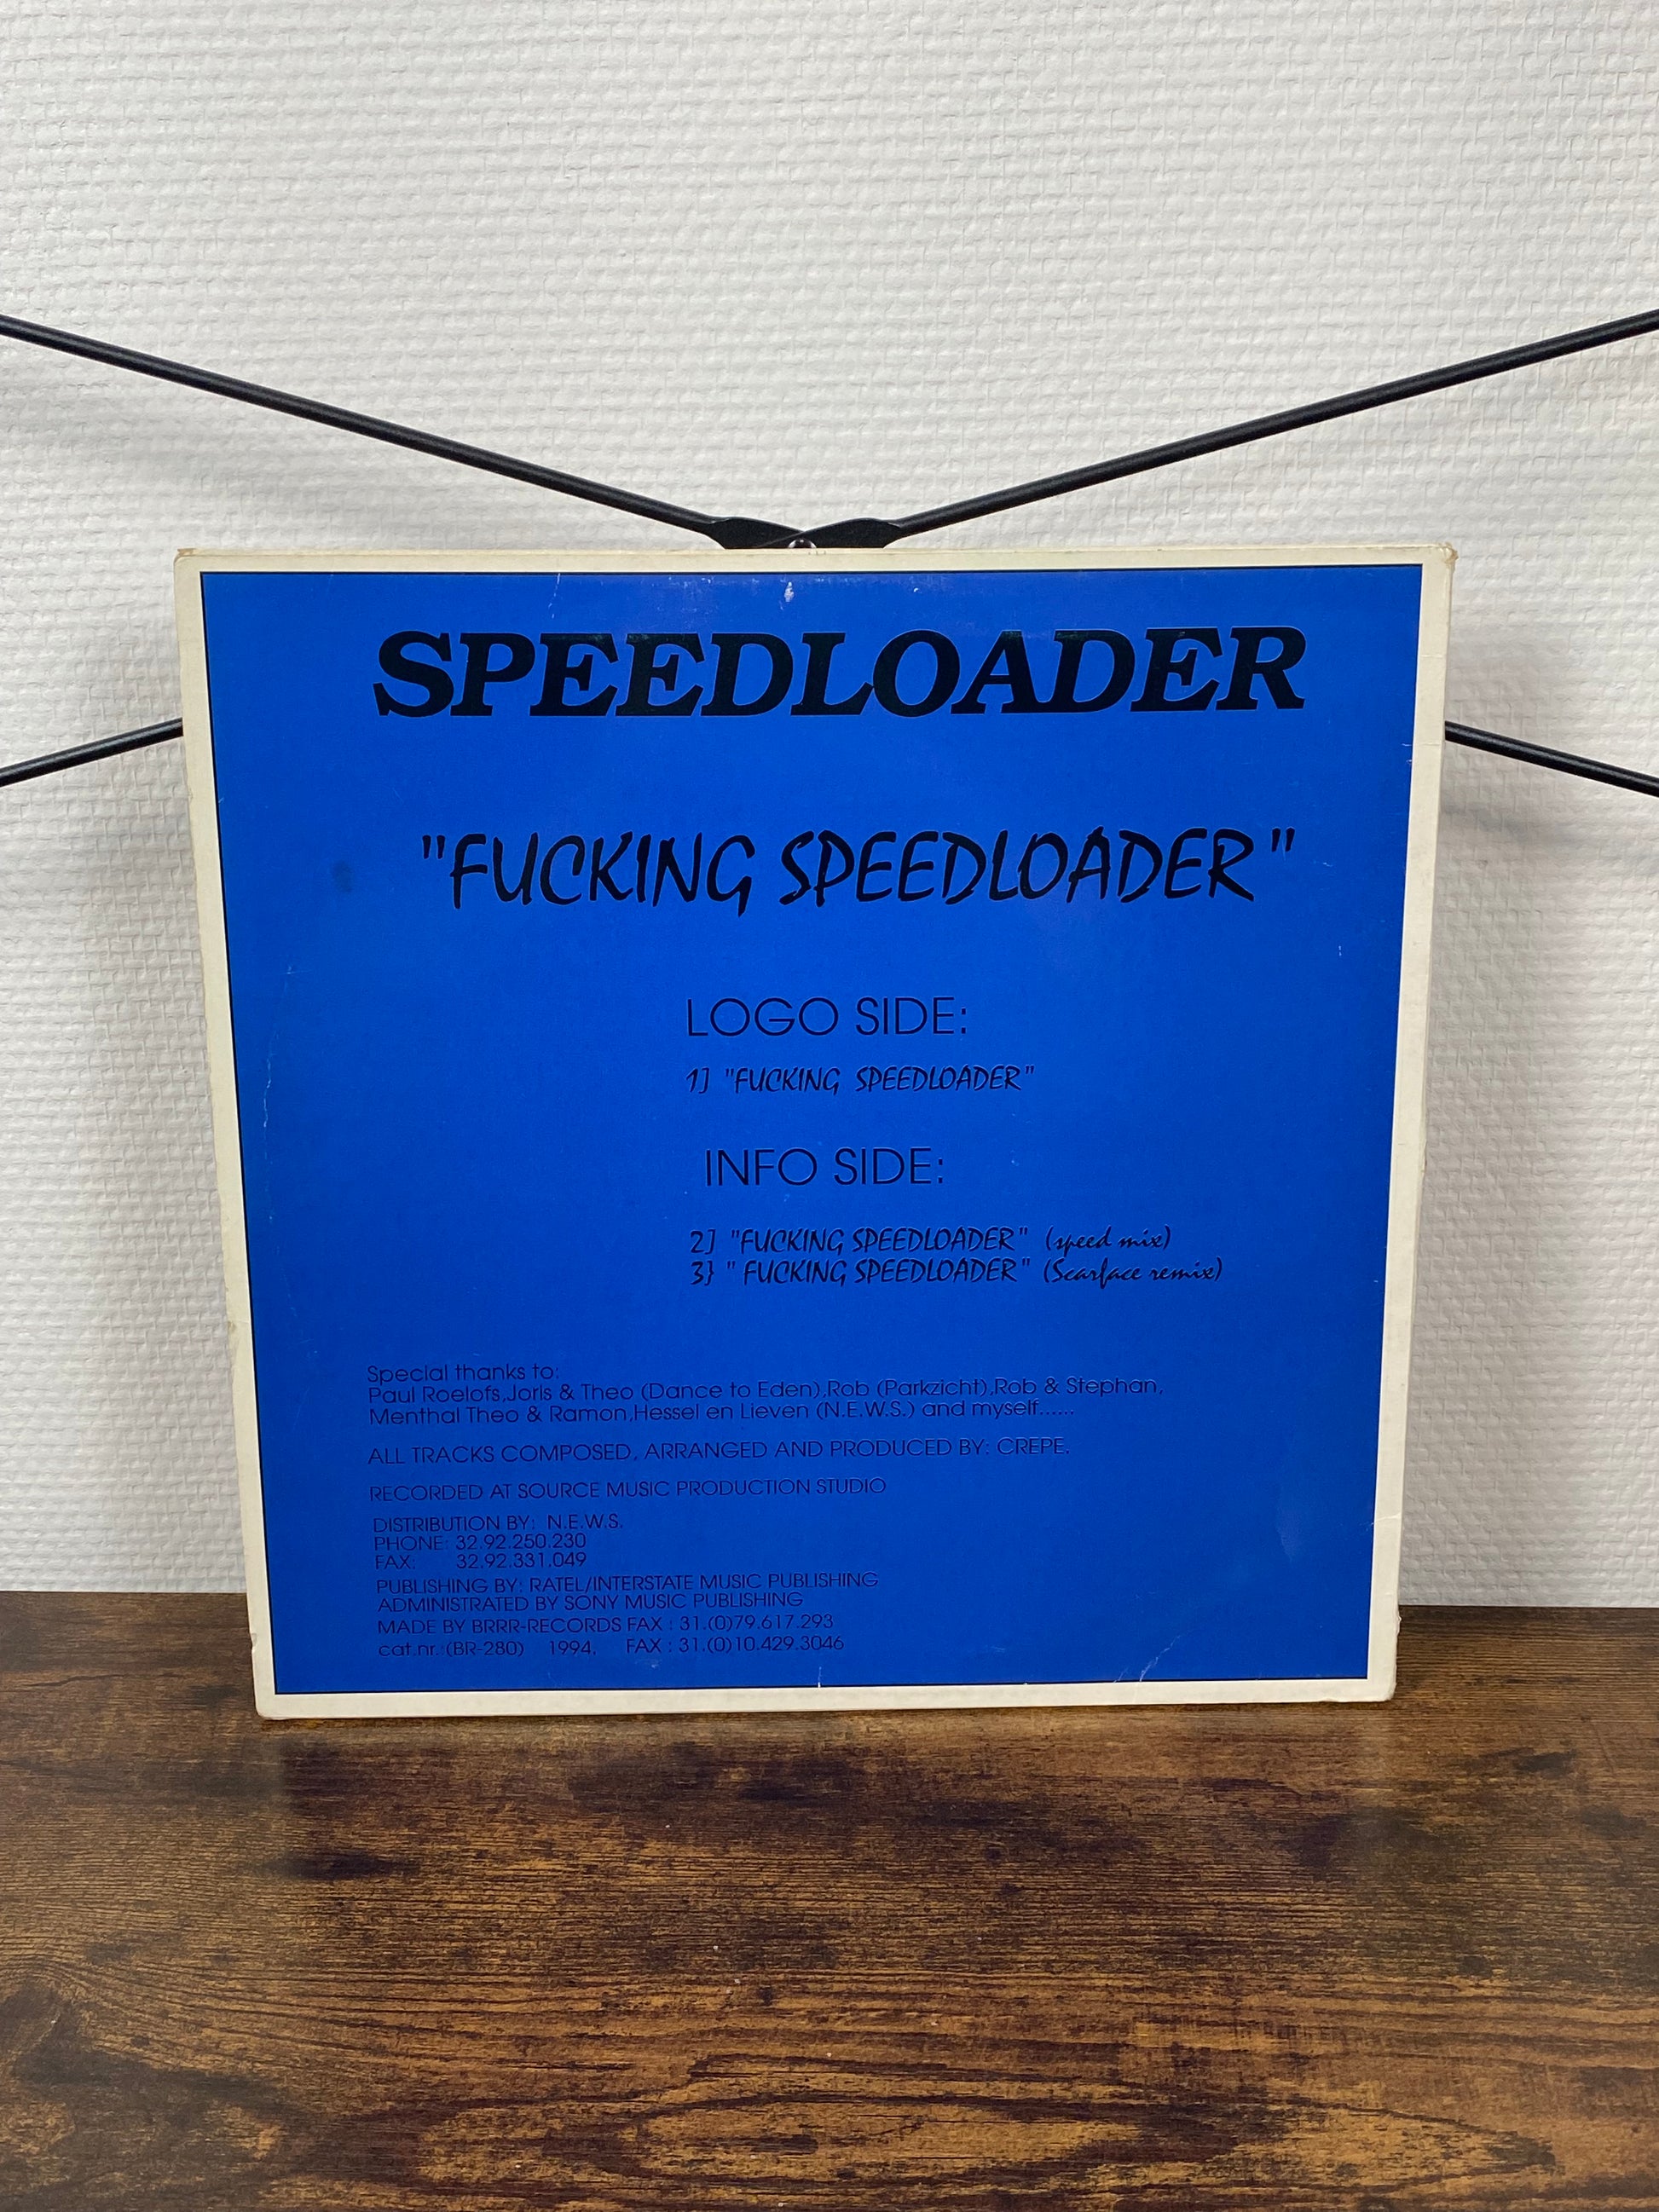 SPEEDLOADER
"FUCKING SPEEDLOADER"
LOGO SIDE:
1] "FUCKING SPEEDLOADER"
INFO SIDE:
2] "FUCKING SPEEDLOADER" (speed mix)
3} " FUCKING SPEEDLOADER" (Scarface remix)
Special thanks to:
Paul Roelofs,Joris & Theo (Dance to Eden),Rob (Parkzicht),Rob & Stephan,
Menthal Theo & Ramon,Hessel en Lieven (N.E.W.S.) and myself......
ALL TRACKS COMPOSED, ARRANGED AND PRODUCED BY: CREPE.
RECORDED AT SOURCE MUSIC PRODUCTION STUDIO
DISTRIBUTION BY: N.E.W.S.
PHONE: 32.92.250.230
FAX: 32.92.331.049
PUBLISHING BY: RATEL/INTERSTATE MUSIC PUBLISHING
ADMINISTRATED BY SONY MUSIC PUBLISHING
MADE BY BRRR-RECORDS FAX : 31.(0)79.617.293
cat.nr.:(BR-280) 1994, FAX : 31.(0)10.429.3046